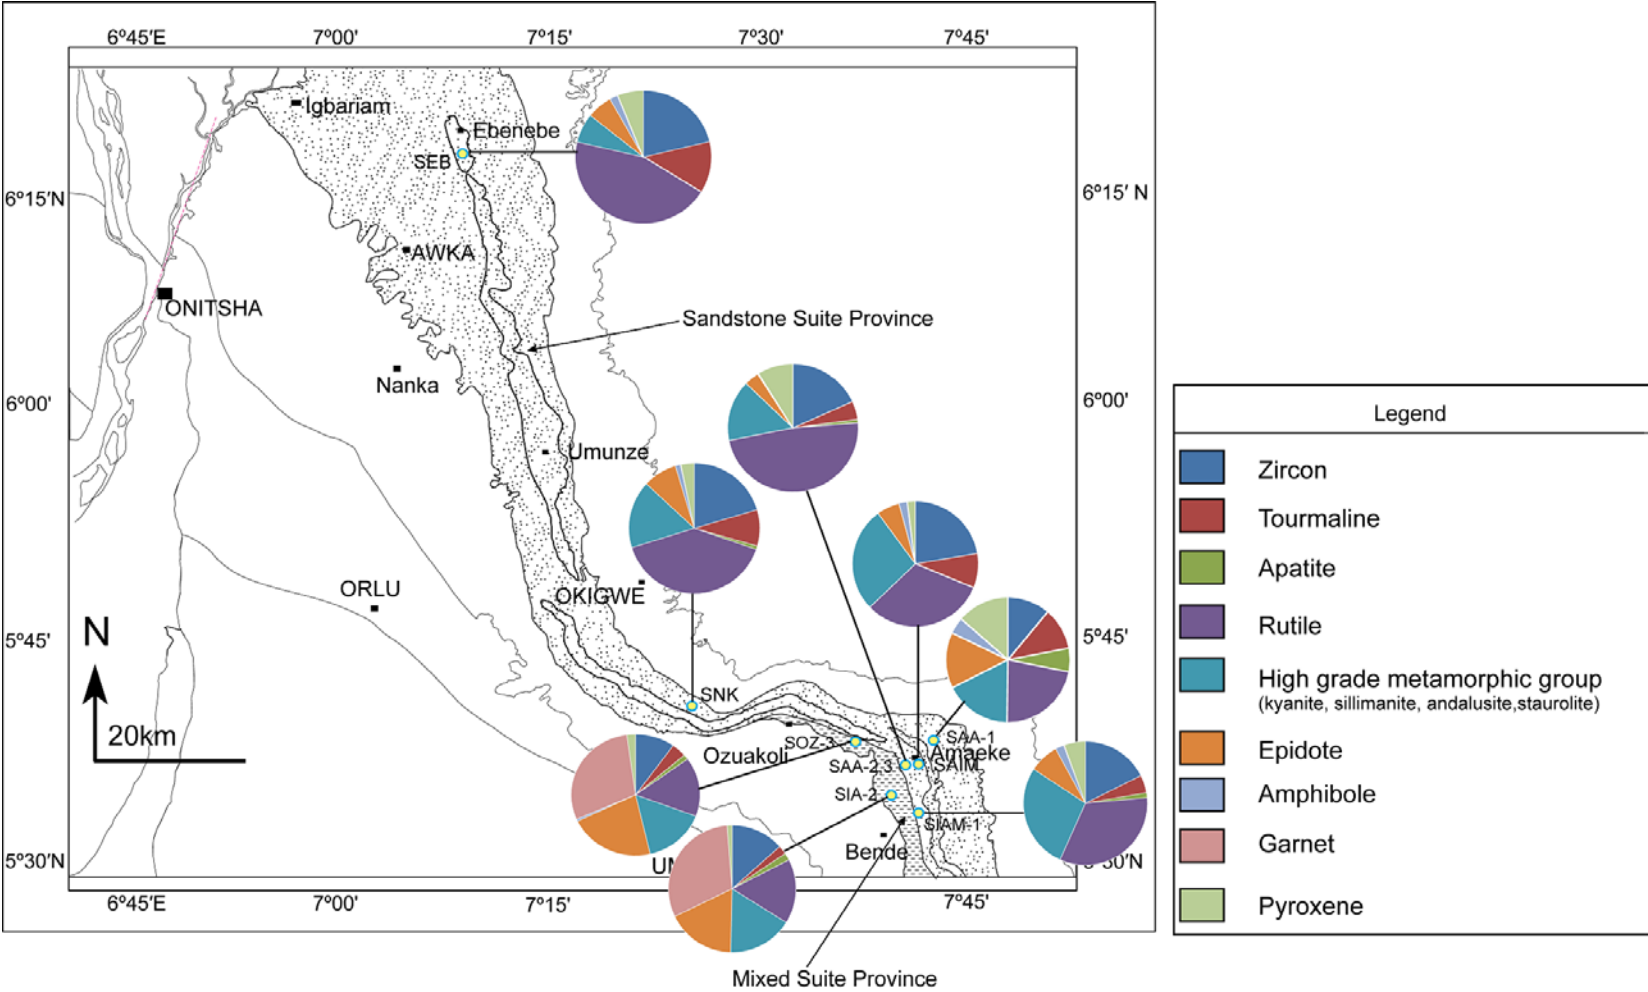 6º45'E 7º00' 7º15' 7º30' 7º45'
Igbariam
Ebenebe
SEB
6º15'N
6º15' N
AWKA
ONITSHA
Sandstone Suite Province
Nanka
6º00'
6º00'
Umunze
ORLU
OKIGWE
N
5º45'
5º45'
20km
SNK
SOZ-3
Ozuakoli
SAA-1
Amaeke
SAA-2,3
SAIM
SIA-2
SIAM-1
Bende
5º30'N
6º45'E 7º00' 7º15' 7º45'
Mixed Suite Province
Legend
Zircon
Tourmaline
Apatite
Rutile
High grade metamorphic group
(kyanite, sillimanite, andalusite,staurolite)
Epidote
Amphibole
Garnet
Pyroxene